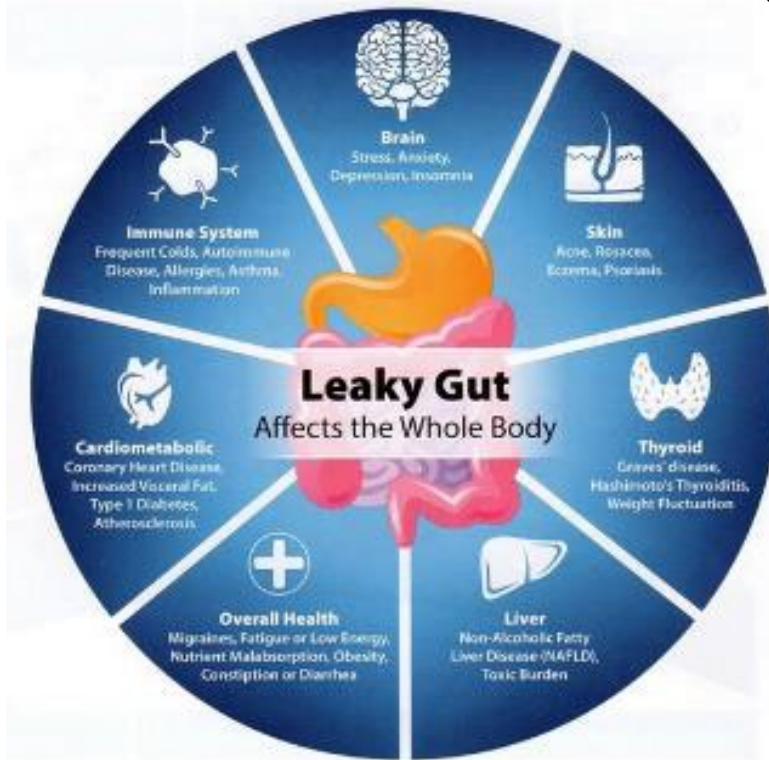 Leaky Gut
Affects the Whole Body
Brain
Stress, Anxiety,
Depression, Insomnia
Skin
Acne, Rosacea,
Eczema, Psoriasis
Thyroid
Graves' disease,
Hashimoto's Thyroiditis,
Weight Fluctuation
Liver
Non-Alcoholic Fatty
Liver Disease (NAFLD),
Toxic Burden
Overall Health
Migraines, Fatigue or Low Energy,
Nutrient Malabsorption, Obesity,
Constiption or Diarrhea
Cardiometabolic
Coronary Heart Disease,
Increased Visceral Fat,
Type 1 Diabetes,
Atherosclerosis
Immune System
Frequent Colds, Autoimmune
Disease, Allergies, Asthma,
Inflammation